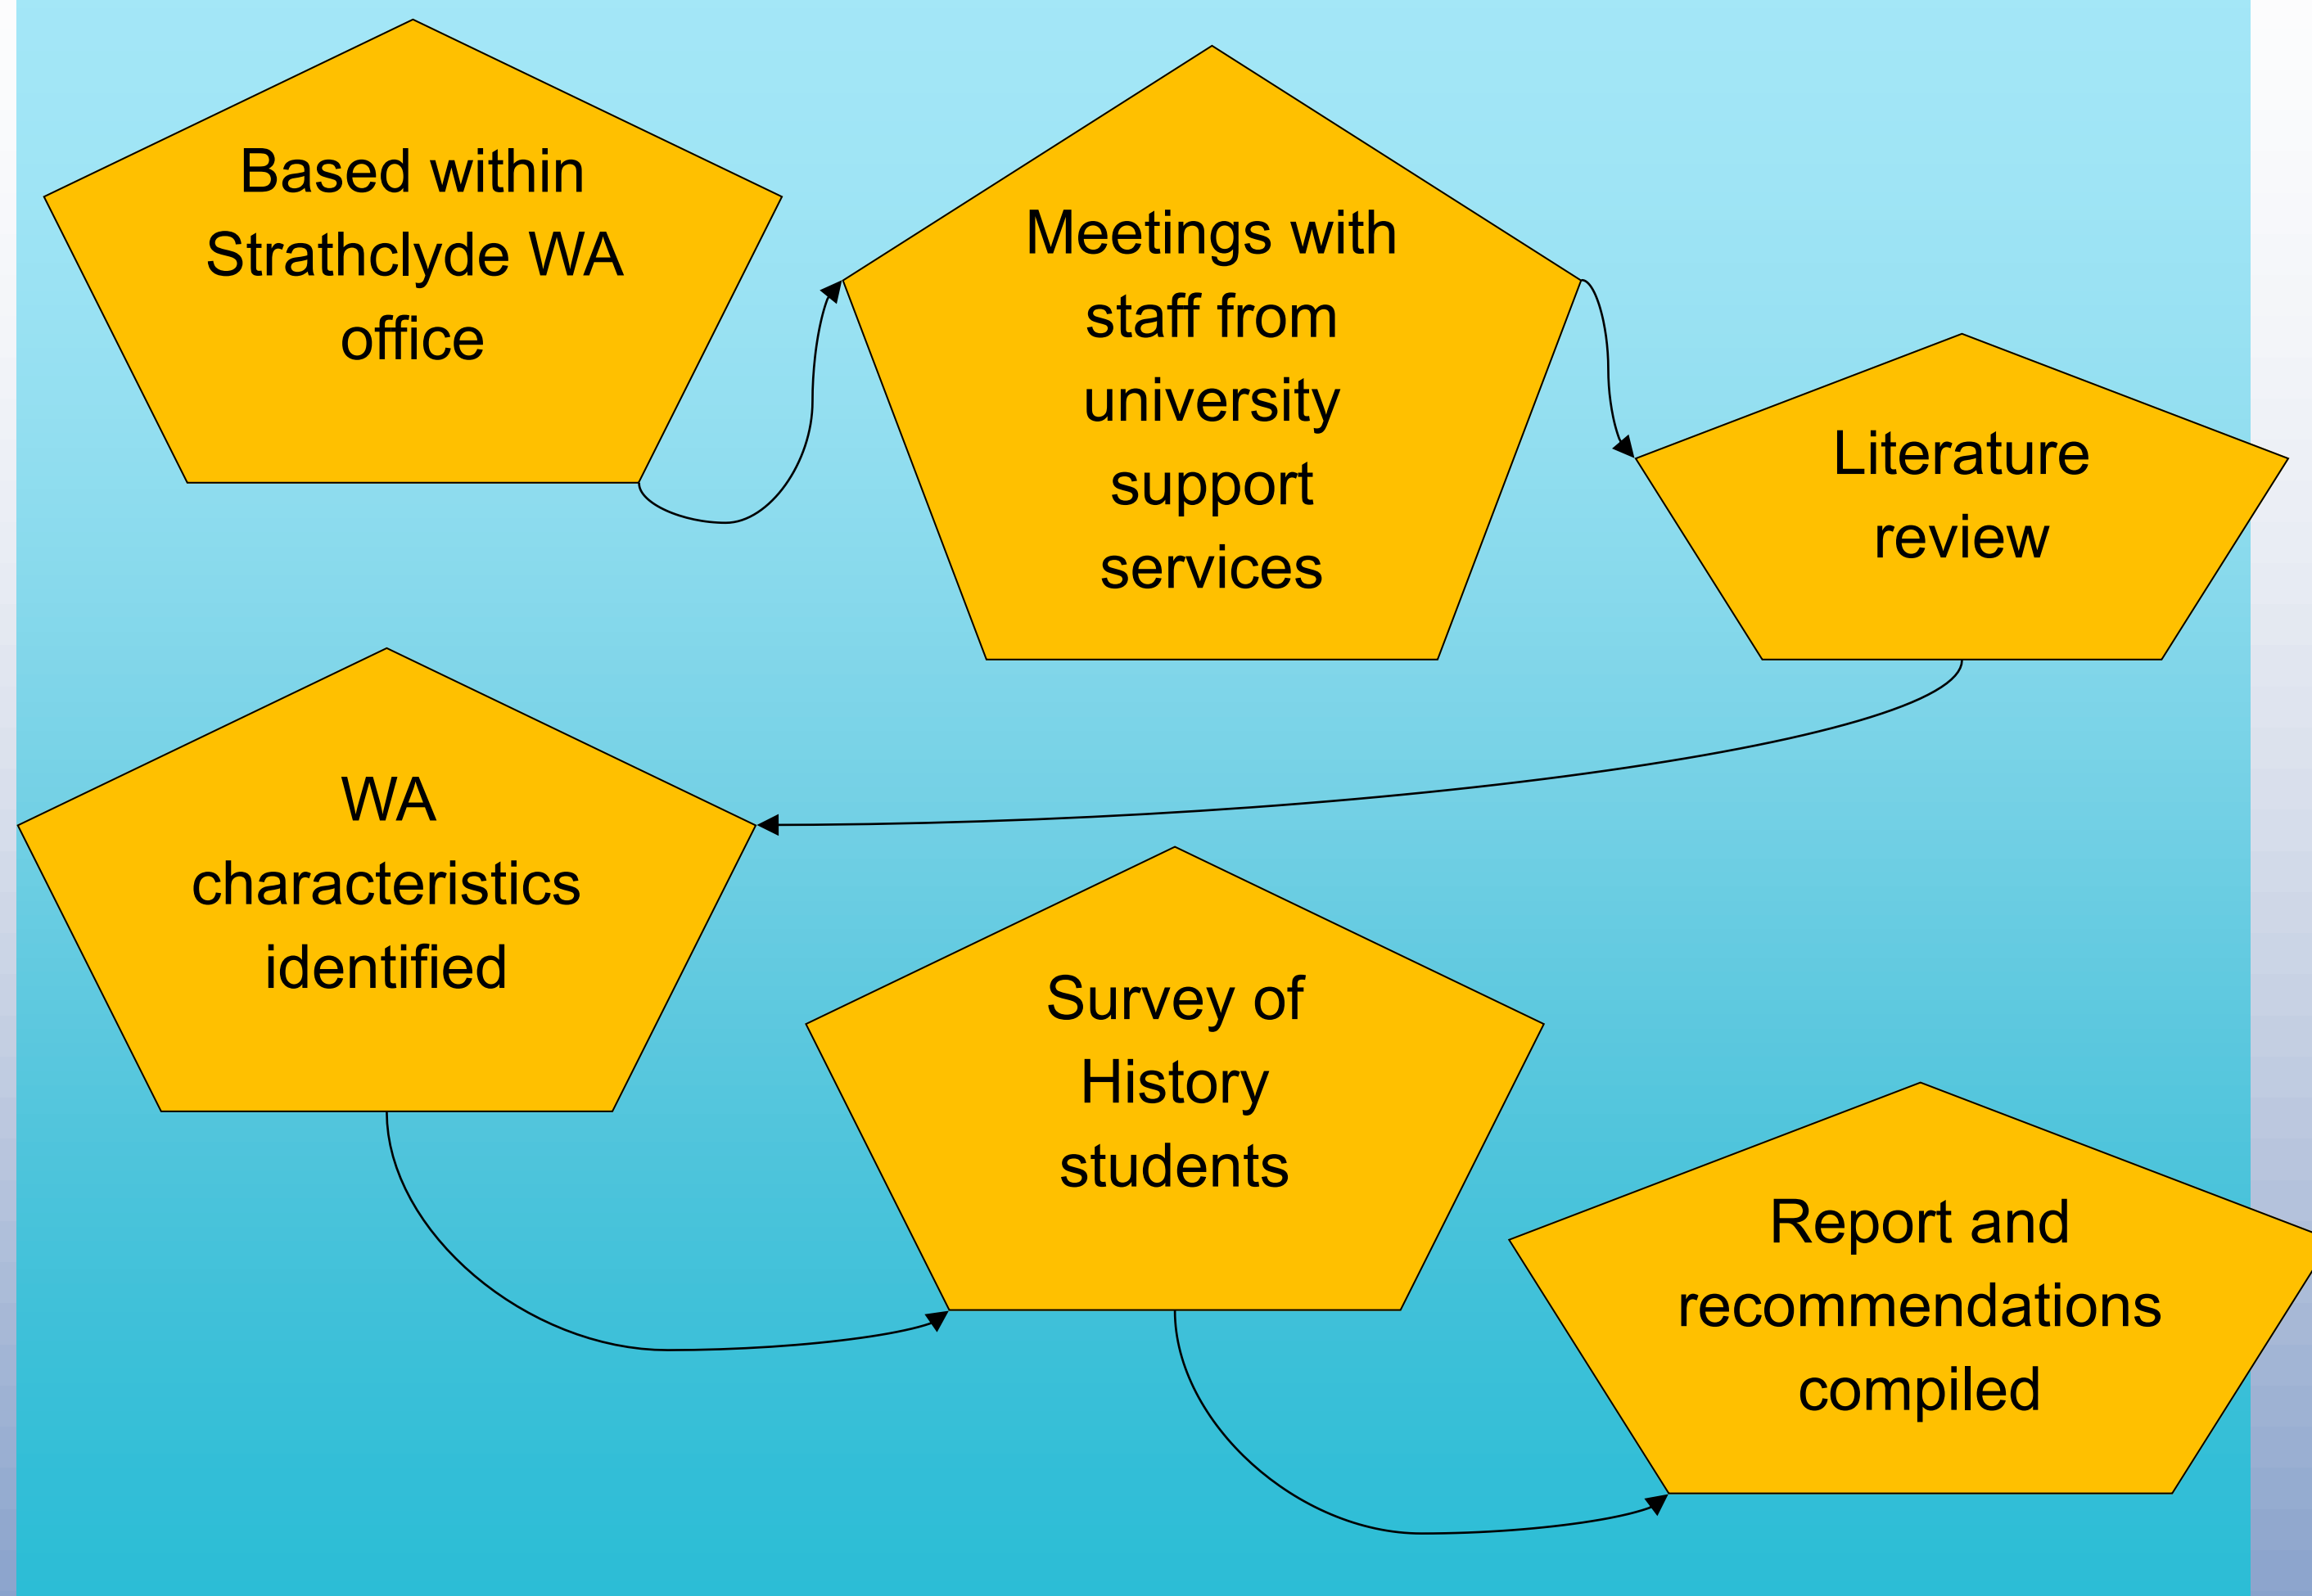 Based within
Strathclyde WA
office
Meetings with
staff from
university
support
services
Literature
review
WA
characteristics
identified
Survey of
History
students
Report and
recommendations
compiled